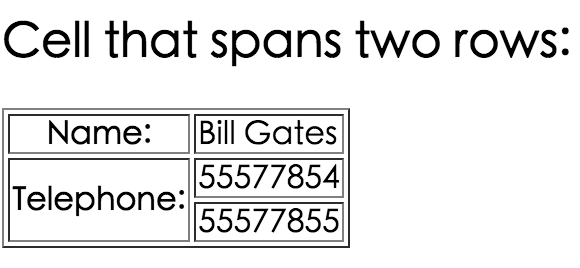 Cell that spans two rows:
Name: Bill Gates
Telephone: 55577854
55577855